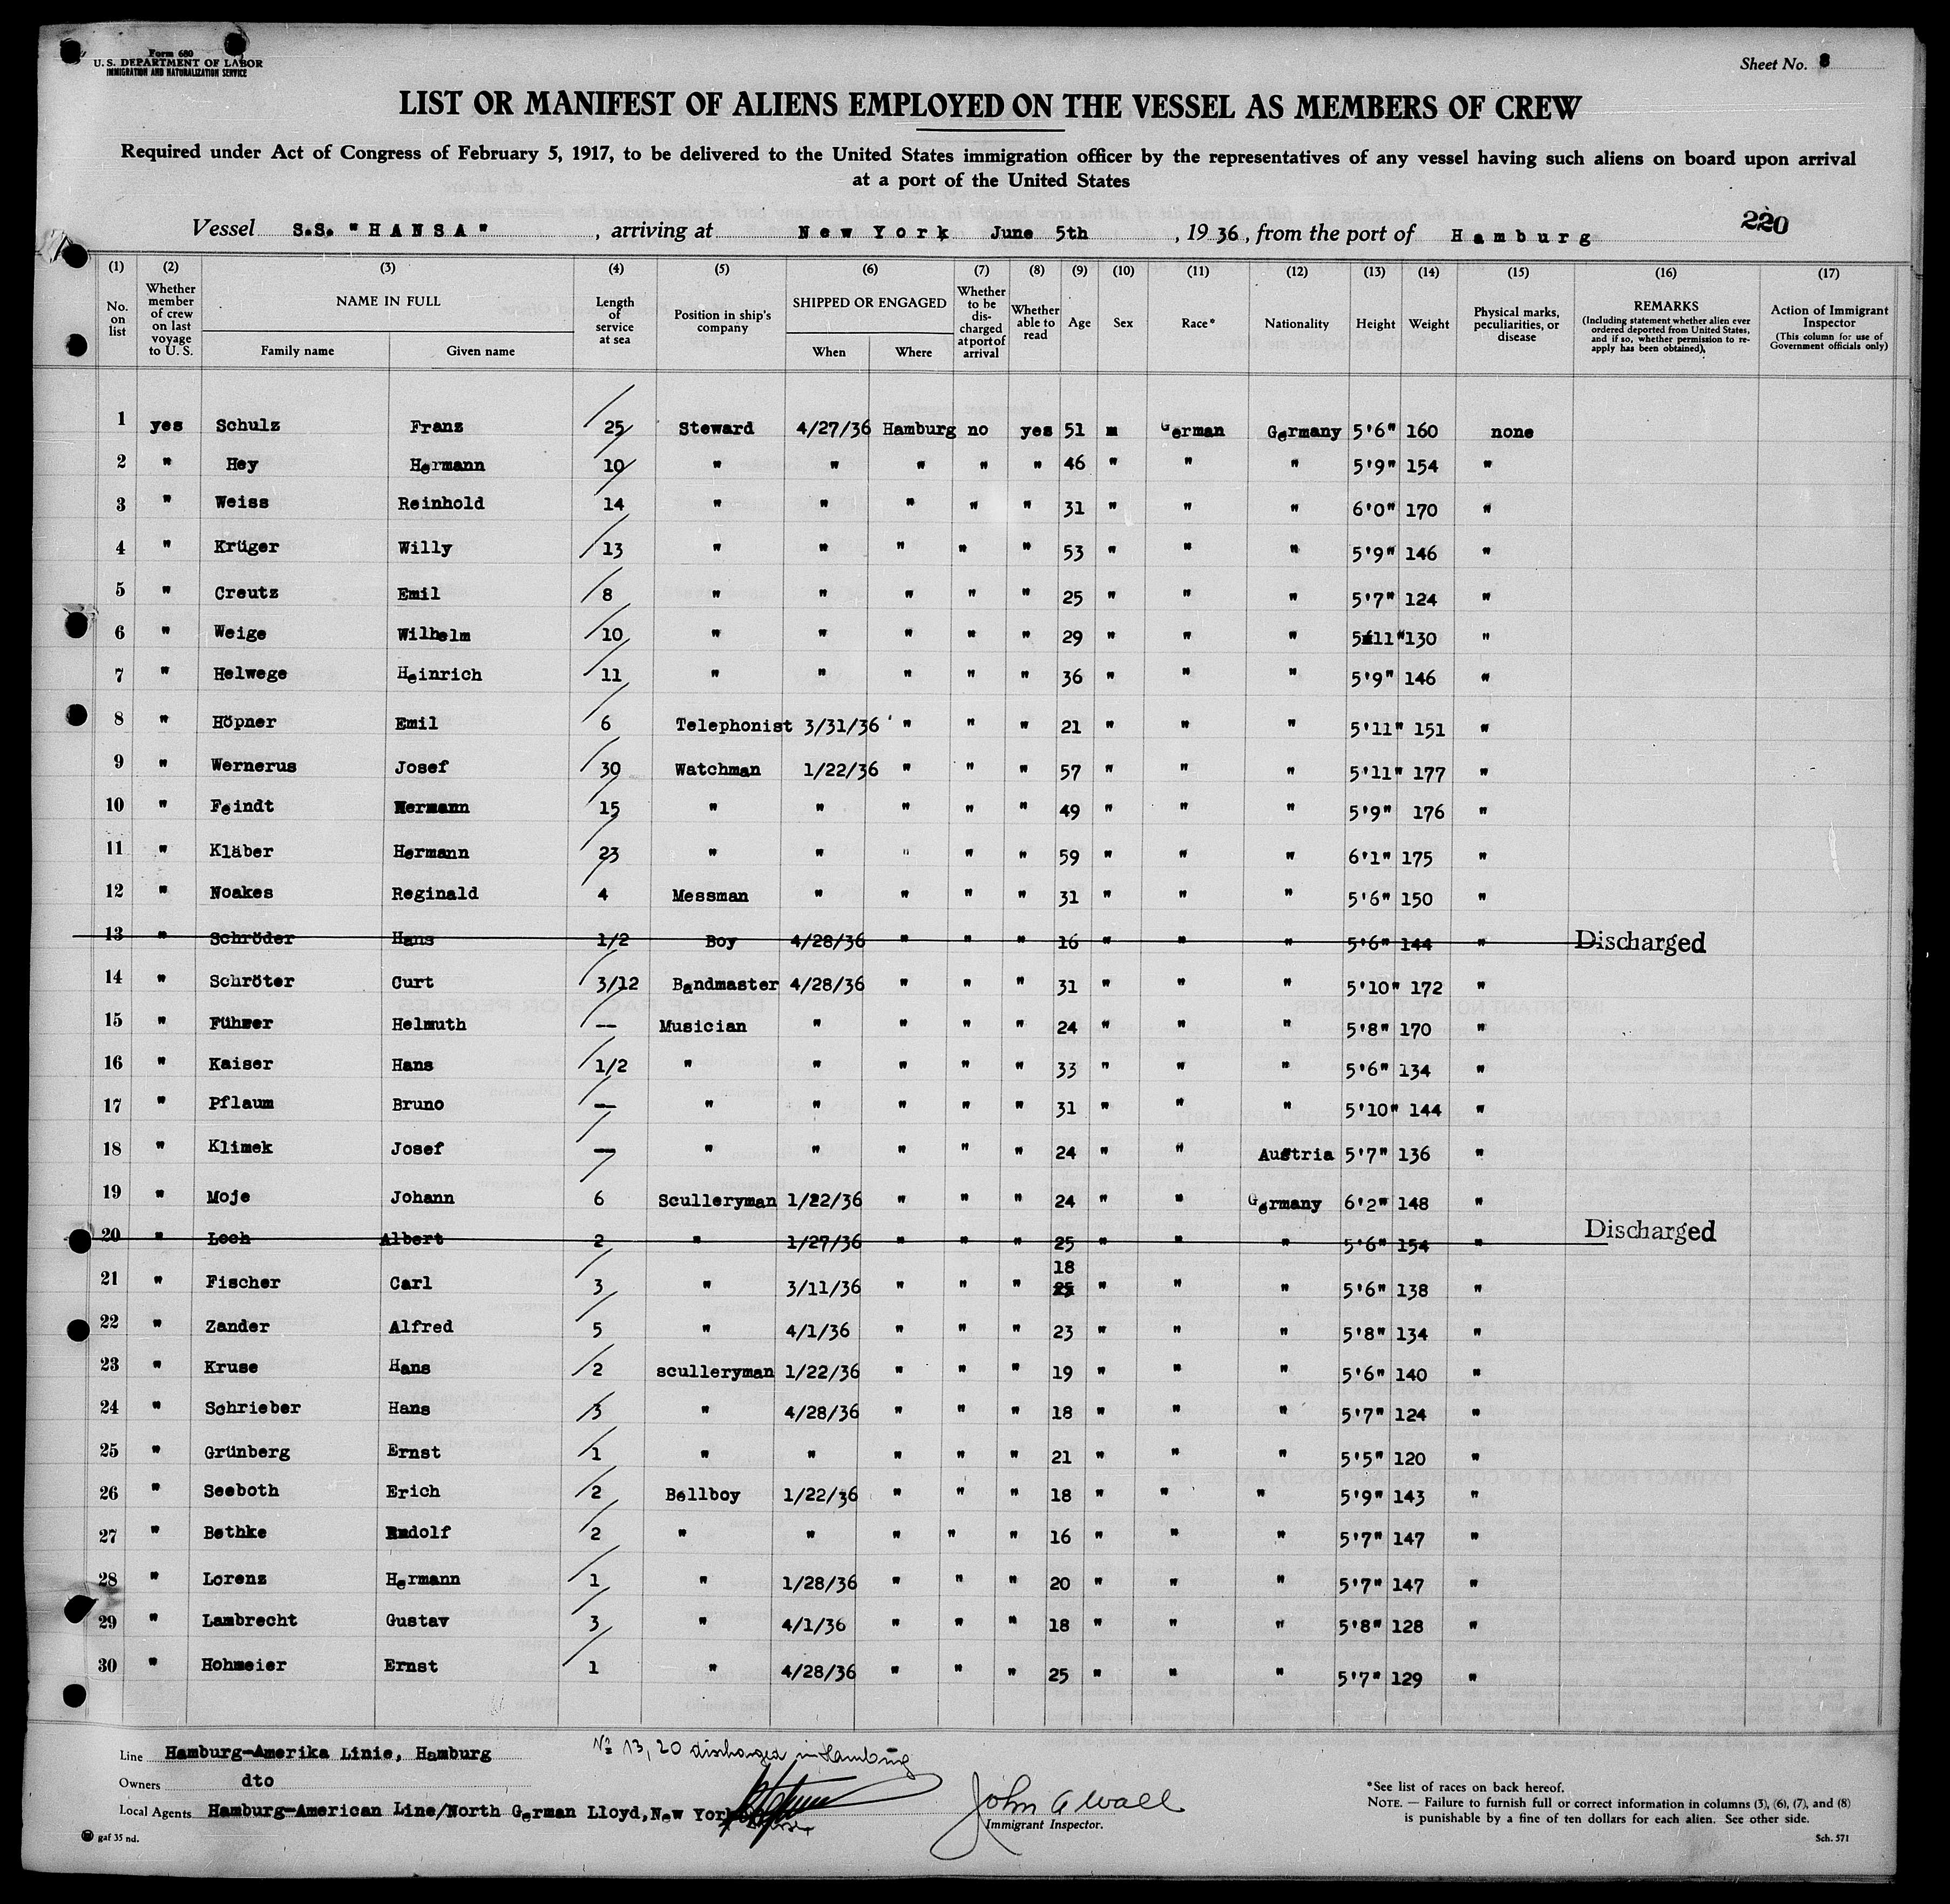 Form 680
U. S. DEPARTMENT OF LABOR
IMMIGRATION AND NATURALIZATION SERVICE
Sheet No. 8
LIST OR MANIFEST OF ALIENS EMPLOYED ON THE VESSEL AS MEMBERS OF CREW
Required under Act of Congress of February 5, 1917, to be delivered to the United States immigration officer by the representatives of any vessel having such aliens on board upon arrival
at a port of the United States
220
Vessel S.S. "HANSA", arriving at New York June 5th, 1936, from the port of Hamburg
(1) (2) (3) (4) (5) (6) (7) (8) (9) (10) (11) (12) (13) (14) (15) (16) (17)
No. on list
Whether member of crew on last voyage to U. S.
NAME IN FULL
Family name Given name
Length of service at sea
Position in ship's company
SHIPPED OR ENGAGED
When Where
Whether to be discharged at port of arrival
Whether able to read
Age Sex Race* Nationality Height Weight
Physical marks, peculiarities, or disease
REMARKS
(Including statement whether alien ever ordered deported from United States, and if so, whether permission to reapply has been obtained),
Action of Immigrant Inspector
(This column for use of Government officials only)
1 yes Schulz Franz 25 Steward 4/27/36 Hamburg no yes 51 m German Germany 5'6" 160 none
2 " Hey Hermann 10 " " " " " 46 " " " 5'9" 154 "
3 " Weiss Reinhold 14 " " " " " 31 " " " 6'0" 170 "
4 " Krüger Willy 13 " " " " " 53 " " " 5'9" 146 "
5 " Creutz Emil 8 " " " " " 25 " " " 5'7" 124 "
6 " Weige Wilhelm 10 " " " " " 29 " " " 5'11" 130 "
7 " Helwege Heinrich 11 " " " " " 36 " " " 5'9" 146 "
8 " Höpner Emil 6 Telephonist 3/31/36 " " " 21 " " " 5'11" 151 "
9 " Wernerus Josef 30 Watchman 1/22/36 " " " 57 " " " 5'11" 177 "
10 " Feindt Hermann 15 " " " " " 49 " " " 5'9" 176 "
11 " Kläber Hermann 23 " " " " " 59 " " " 6'1" 175 "
12 " Noakes Reginald 4 Messman " " " " 31 " " " 5'6" 150 "
13 " Schröder Hans 1/2 Boy 4/28/36 " " " 16 " " " 5'6" 144 " Discharged
14 " Schröter Curt 3/12 Bandmaster 4/28/36 " " " 31 " " " 5'10" 172 "
15 " Führer Helmuth — Musician " " " " 24 " " " 5'8" 170 "
16 " Kaiser Hans 1/2 " " " " " 33 " " " 5'6" 134 "
17 " Pflaum Bruno — " " " " " 31 " " " 5'10" 144 "
18 " Klimek Josef — " " " " " 24 " " Austria 5'7" 136 "
19 " Moje Johann 6 Sculleryman 1/22/36 " " " 24 " " Germany 6'2" 148 "
20 " Loch Albert 2 " 1/27/36 " " " 25 " " " 5'6" 154 " Discharged
21 " Fischer Carl 3 " 3/11/36 " " " 18 25 " " " 5'6" 138 "
22 " Zander Alfred 5 " 4/1/36 " " " 23 " " " 5'8" 134 "
23 " Kruse Hans 2 sculleryman 1/22/36 " " " 19 " " " 5'6" 140 "
24 " Schrieber Hans 3 " 4/28/36 " " " 18 " " " 5'7" 124 "
25 " Grünberg Ernst 1 " " " " " 21 " " " 5'5" 120 "
26 " Seeboth Erich 2 Bellboy 1/22/36 " " " 18 " " " 5'9" 143 "
27 " Bethke Rudolf 2 " " " " " 16 " " " 5'7" 147 "
28 " Lorenz Hermann 1 " 1/28/36 " " " 20 " " " 5'7" 147 "
29 " Lambrecht Gustav 3 " 4/1/36 " " " 18 " " " 5'8" 128 "
30 " Hohmeier Ernst 1 " 4/28/36 " " " 25 " " " 5'7" 129 "
Line Hamburg-Amerika Linie, Hamburg
No 13, 20 discharged in Hamburg
Owners dto
Local Agents Hamburg-American Line/North German Lloyd, New York
John A Wall
Immigrant Inspector.
*See list of races on back hereof.
NOTE. — Failure to furnish full or correct information in columns (3), (6), (7), and (8)
is punishable by a fine of ten dollars for each alien. See other side.
gaf 35 nd.
Sch. 571